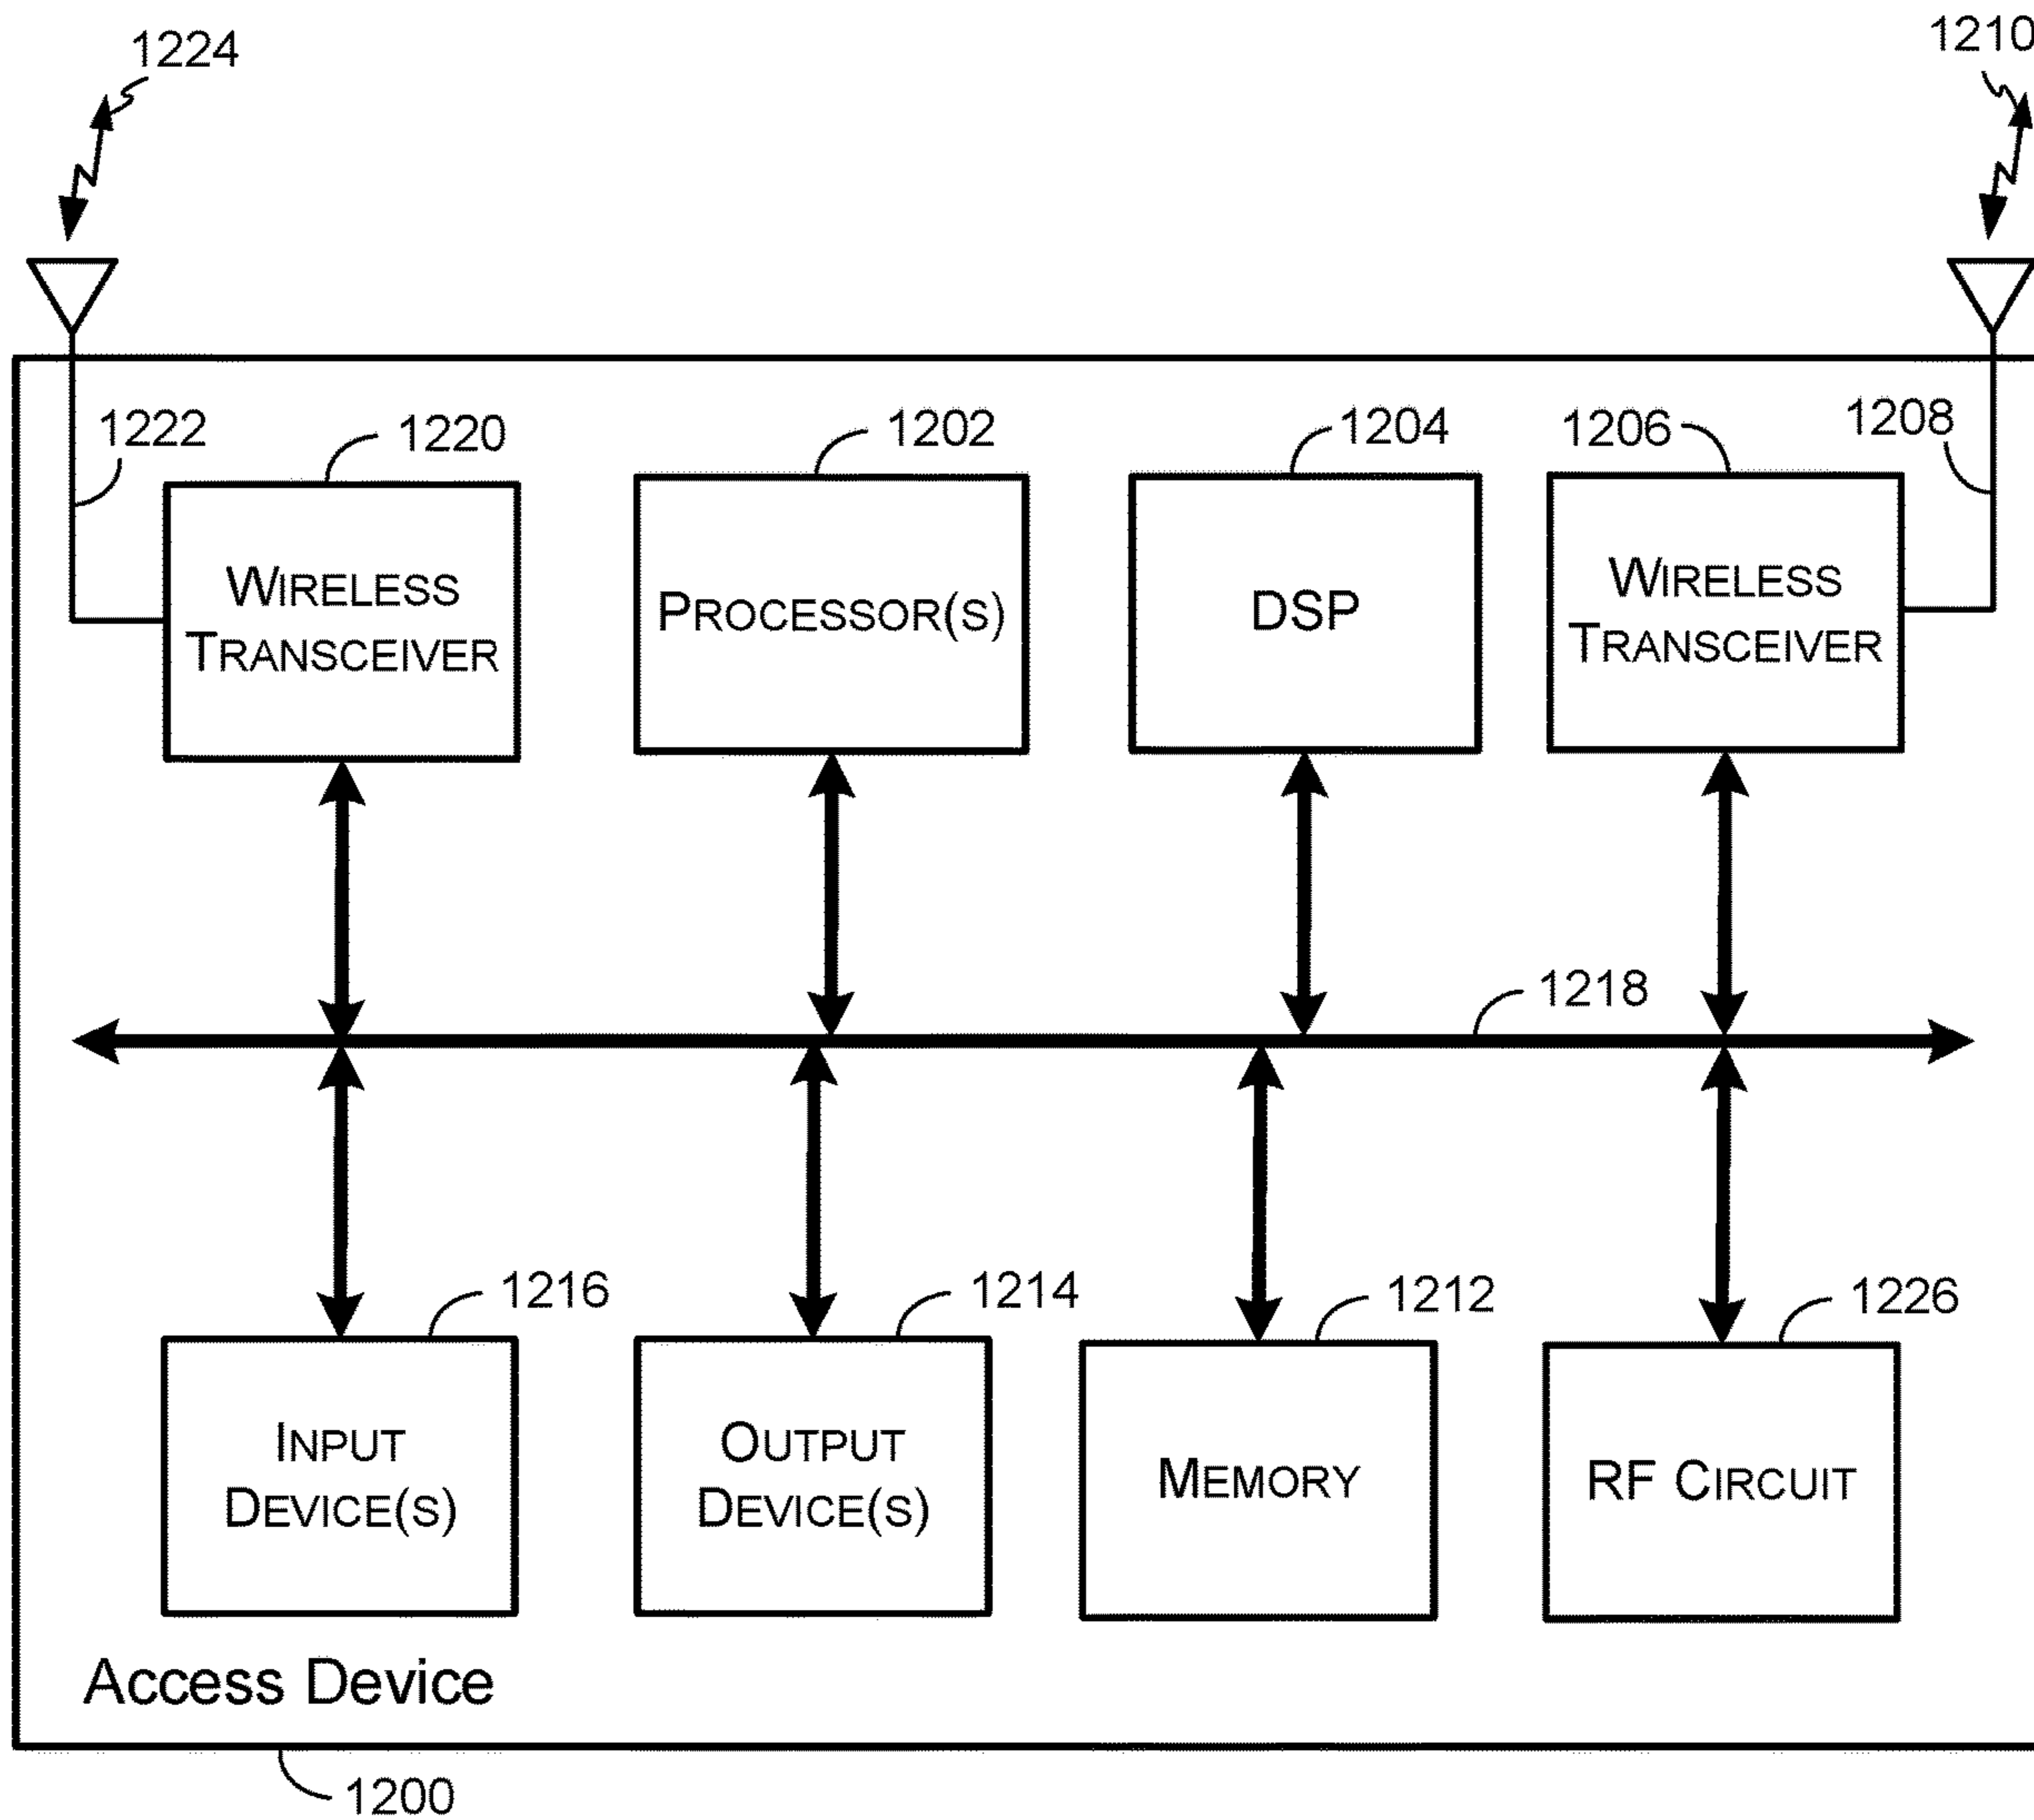 1224
1210
1222
1220
1202
1204
1206
1208
WIRELESS
TRANSCEIVER
PROCESSOR(S)
DSP
WIRELESS
TRANSCEIVER
1218
1216
1214
1212
1226
INPUT
DEVICE(S)
OUTPUT
DEVICE(S)
MEMORY
RF CIRCUIT
Access Device
1200